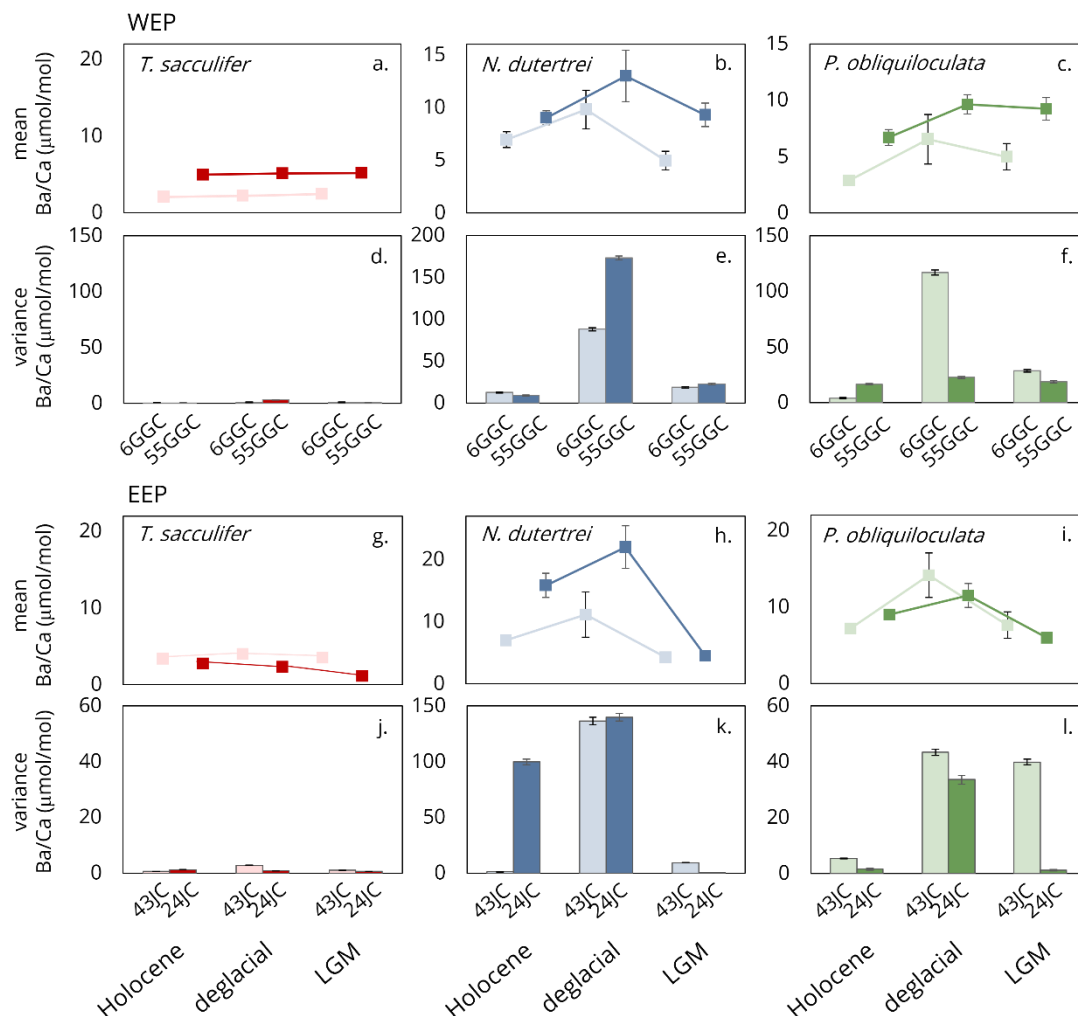 WEP
mean
Ba/Ca (μmol/mol)
20
10
0
T. sacculifer
a.
15
10
5
0
N. dutertrei
b.
15
10
5
0
P. obliquiloculata
c.
variance
Ba/Ca (μmol/mol)
150
100
50
0
d.
6GGC
55GGC
6GGC
55GGC
6GGC
55GGC
200
150
100
50
0
e.
6GGC
55GGC
6GGC
55GGC
6GGC
55GGC
150
100
50
0
f.
6GGC
55GGC
6GGC
55GGC
6GGC
55GGC
EEP
mean
Ba/Ca (μmol/mol)
20
10
0
T. sacculifer
g.
20
10
0
N. dutertrei
h.
20
10
0
P. obliquiloculata
i.
variance
Ba/Ca (μmol/mol)
60
40
20
0
j.
43JC
24JC
43JC
24JC
43JC
24JC
150
100
50
0
k.
43JC
24JC
43JC
24JC
43JC
24JC
60
40
20
0
l.
43JC
24JC
43JC
24JC
43JC
24JC
Holocene
deglacial
LGM
Holocene
deglacial
LGM
Holocene
deglacial
LGM